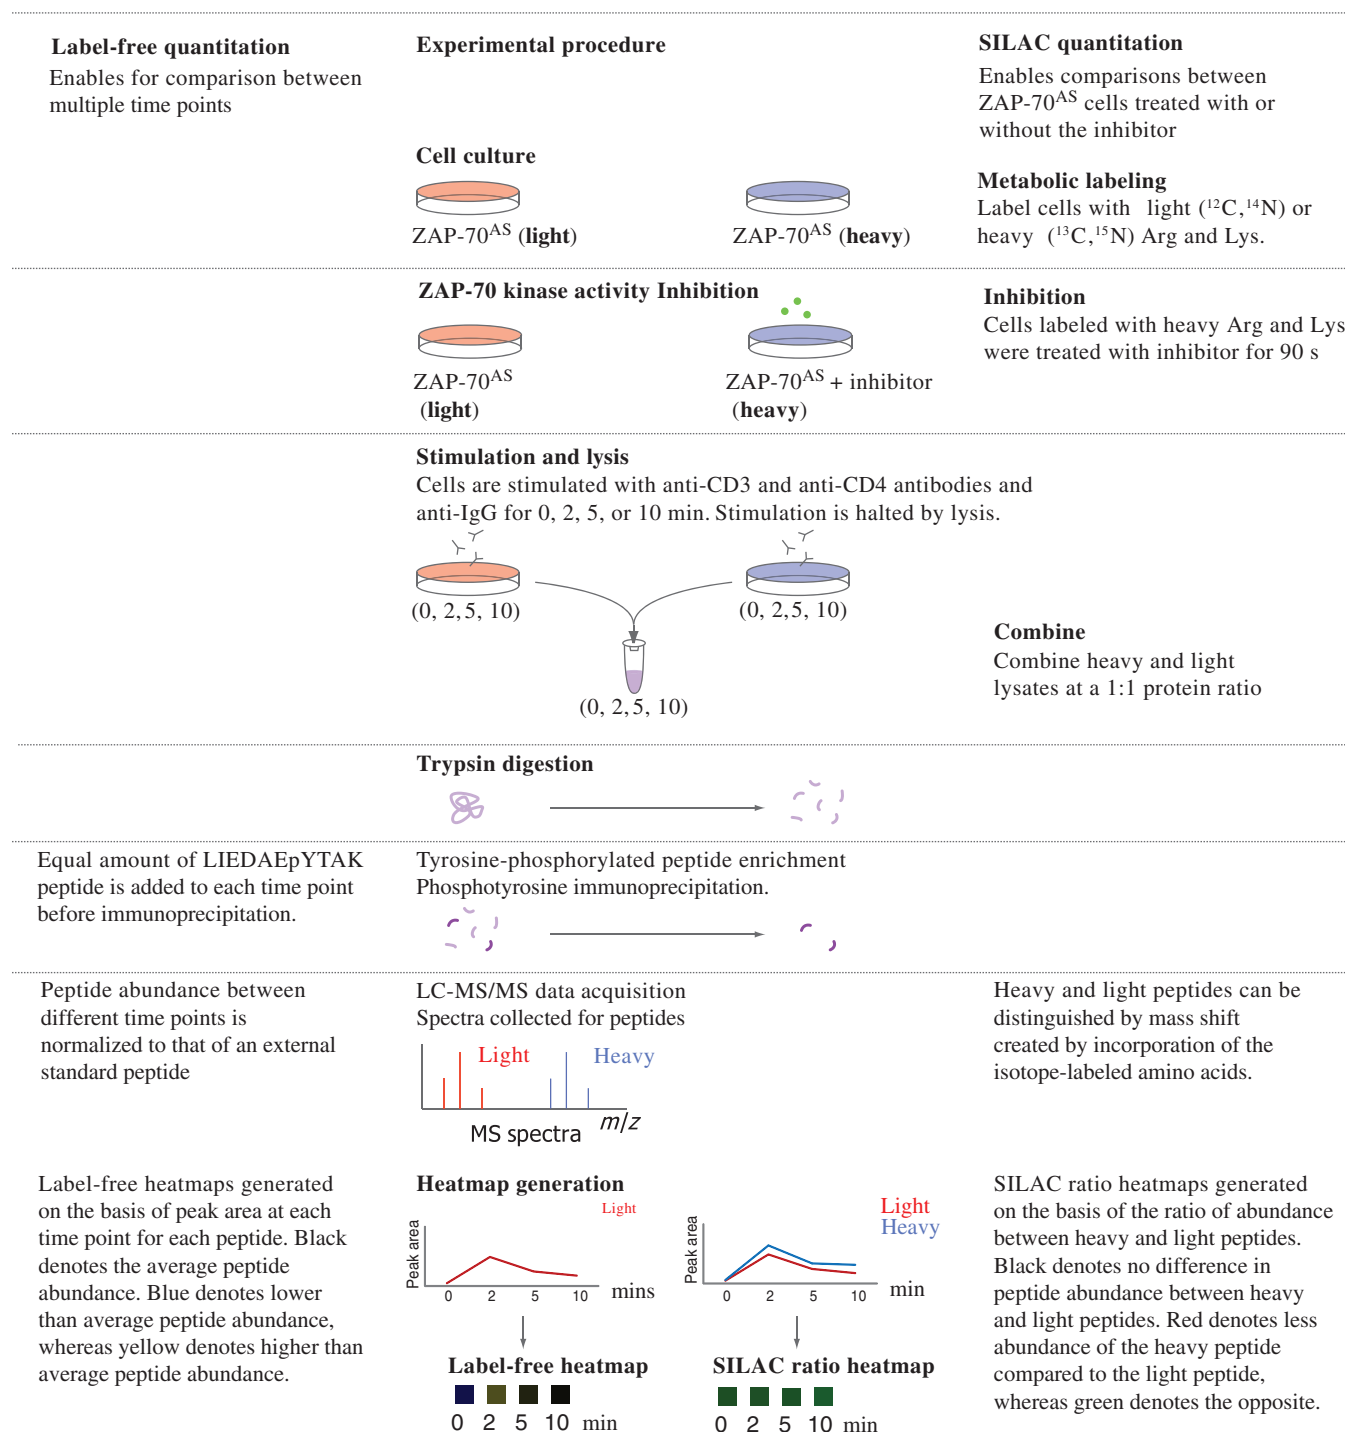 Label-free quantitation
Enables for comparison between
multiple time points
Experimental procedure
SILAC quantitation
Enables comparisons between
ZAP-70AS cells treated with or
without the inhibitor
Cell culture
ZAP-70AS (light)
ZAP-70AS (heavy)
Metabolic labeling
Label cells with light (12C,14N) or
heavy (13C,15N) Arg and Lys.
ZAP-70 kinase activity Inhibition
ZAP-70AS
(light)
ZAP-70AS + inhibitor
(heavy)
Inhibition
Cells labeled with heavy Arg and Lys
were treated with inhibitor for 90 s
Stimulation and lysis
Cells are stimulated with anti-CD3 and anti-CD4 antibodies and
anti-IgG for 0, 2, 5, or 10 min. Stimulation is halted by lysis.
(0, 2,5, 10)
(0, 2,5, 10)
(0, 2,5, 10)
Combine
Combine heavy and light
lysates at a 1:1 protein ratio
Trypsin digestion
Equal amount of LIEDAEpYTAK
peptide is added to each time point
before immunoprecipitation.
Tyrosine-phosphorylated peptide enrichment
Phosphotyrosine immunoprecipitation.
Peptide abundance between
different time points is
normalized to that of an external
standard peptide
LC-MS/MS data acquisition
Spectra collected for peptides
Light
Heavy
m/z
MS spectra
Heavy and light peptides can be
distinguished by mass shift
created by incorporation of the
isotope-labeled amino acids.
Label-free heatmaps generated
on the basis of peak area at each
time point for each peptide. Black
denotes the average peptide
abundance. Blue denotes lower
than average peptide abundance,
whereas yellow denotes higher than
average peptide abundance.
Heatmap generation
Light
Peak area
0 2 5 10 mins
Label-free heatmap
0 2 5 10 min
Light
Heavy
Peak area
0 2 5 10 min
SILAC ratio heatmap
0 2 5 10 min
SILAC ratio heatmaps generated
on the basis of the ratio of abundance
between heavy and light peptides.
Black denotes no difference in
peptide abundance between heavy
and light peptides. Red denotes less
abundance of the heavy peptide
compared to the light peptide,
whereas green denotes the opposite.